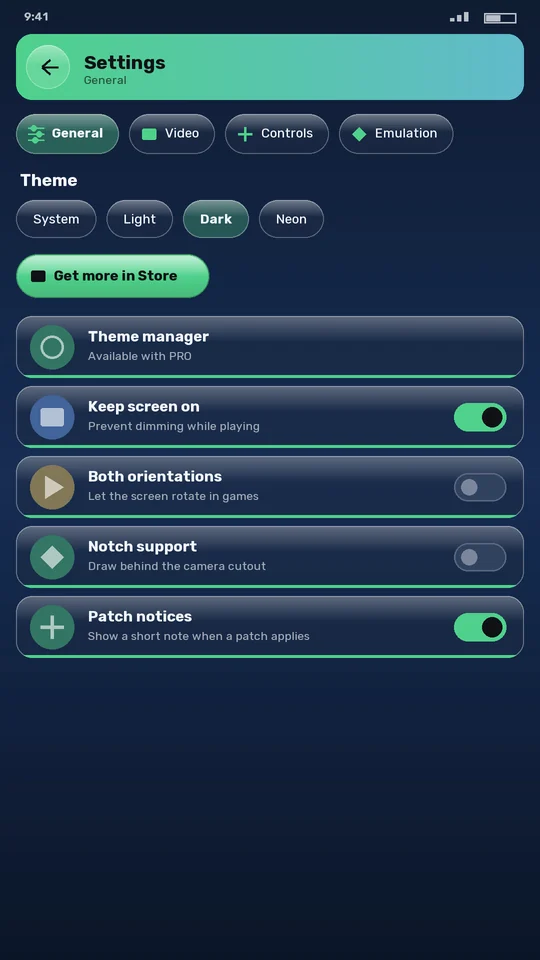 9:41
Settings
General
General
Video
Controls
Emulation
Theme
System
Light
Dark
Neon
Get more in Store
Theme manager
Available with PRO
Keep screen on
Prevent dimming while playing
Both orientations
Let the screen rotate in games
Notch support
Draw behind the camera cutout
Patch notices
Show a short note when a patch applies